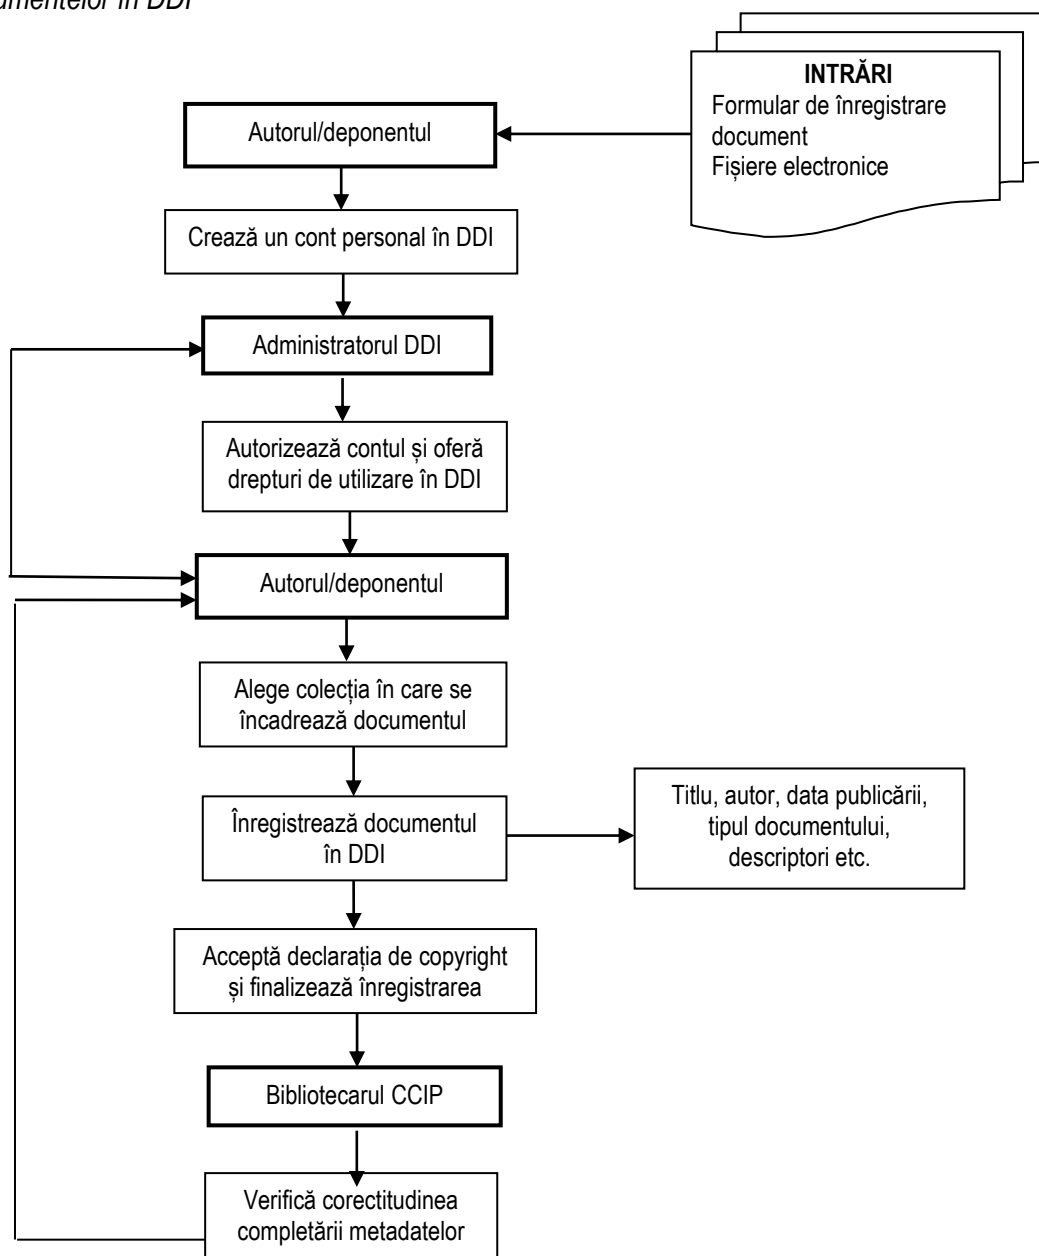 în DDI
INTRĂRI
Formular de înregistrare
document
Fișiere electronice
Autorul/deponentul
Crează un cont personal în DDI
Administratorul DDI
Autorizează contul și oferă
drepturi de utilizare în DDI
Autorul/deponentul
Alege colecția în care se
încadrează documentul
Înregistrează documentul
în DDI
Titlu, autor, data publicării,
tipul documentului,
descriptori etc.
Acceptă declarația de copyright
și finalizează înregistrarea
Bibliotecarul CCIP
Verifică corectitudinea
completării metadatelor